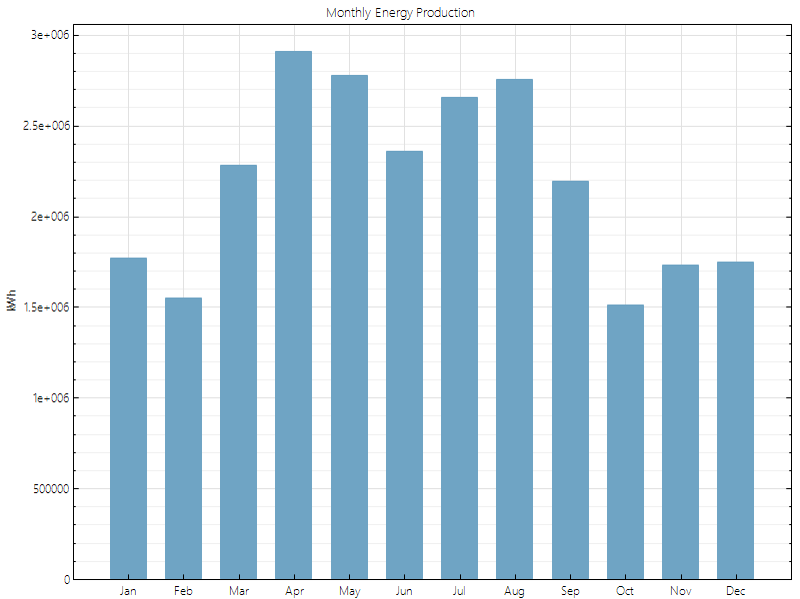 Monthly Energy Production
3e+006
2.5e+006
2e+006
1.5e+006
1e+006
500000
0
kWh
Jan Feb Mar Apr May Jun Jul Aug Sep Oct Nov Dec